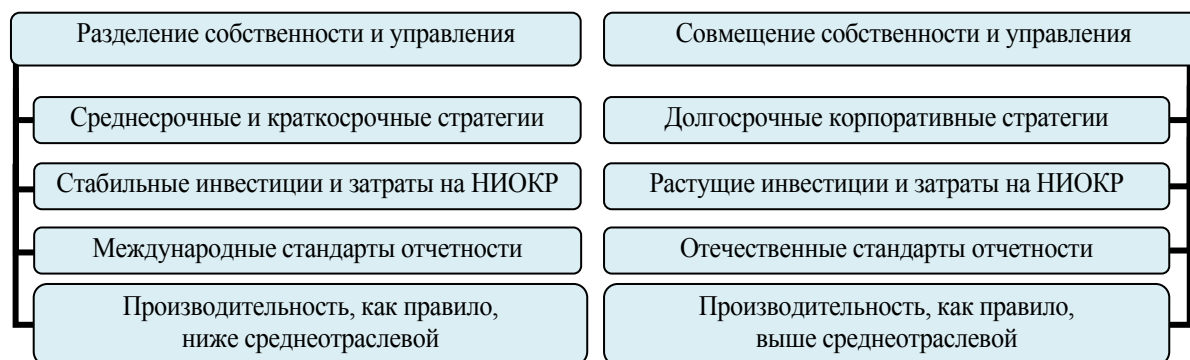 Разделение собственности и управления
Среднесрочные и краткосрочные стратегии
Стабильные инвестиции и затраты на НИОКР
Международные стандарты отчетности
Производительность, как правило,
ниже среднеотраслевой
Совмещение собственности и управления
Долгосрочные корпоративные стратегии
Растущие инвестиции и затраты на НИОКР
Отечественные стандарты отчетности
Производительность, как правило,
выше среднеотраслевой